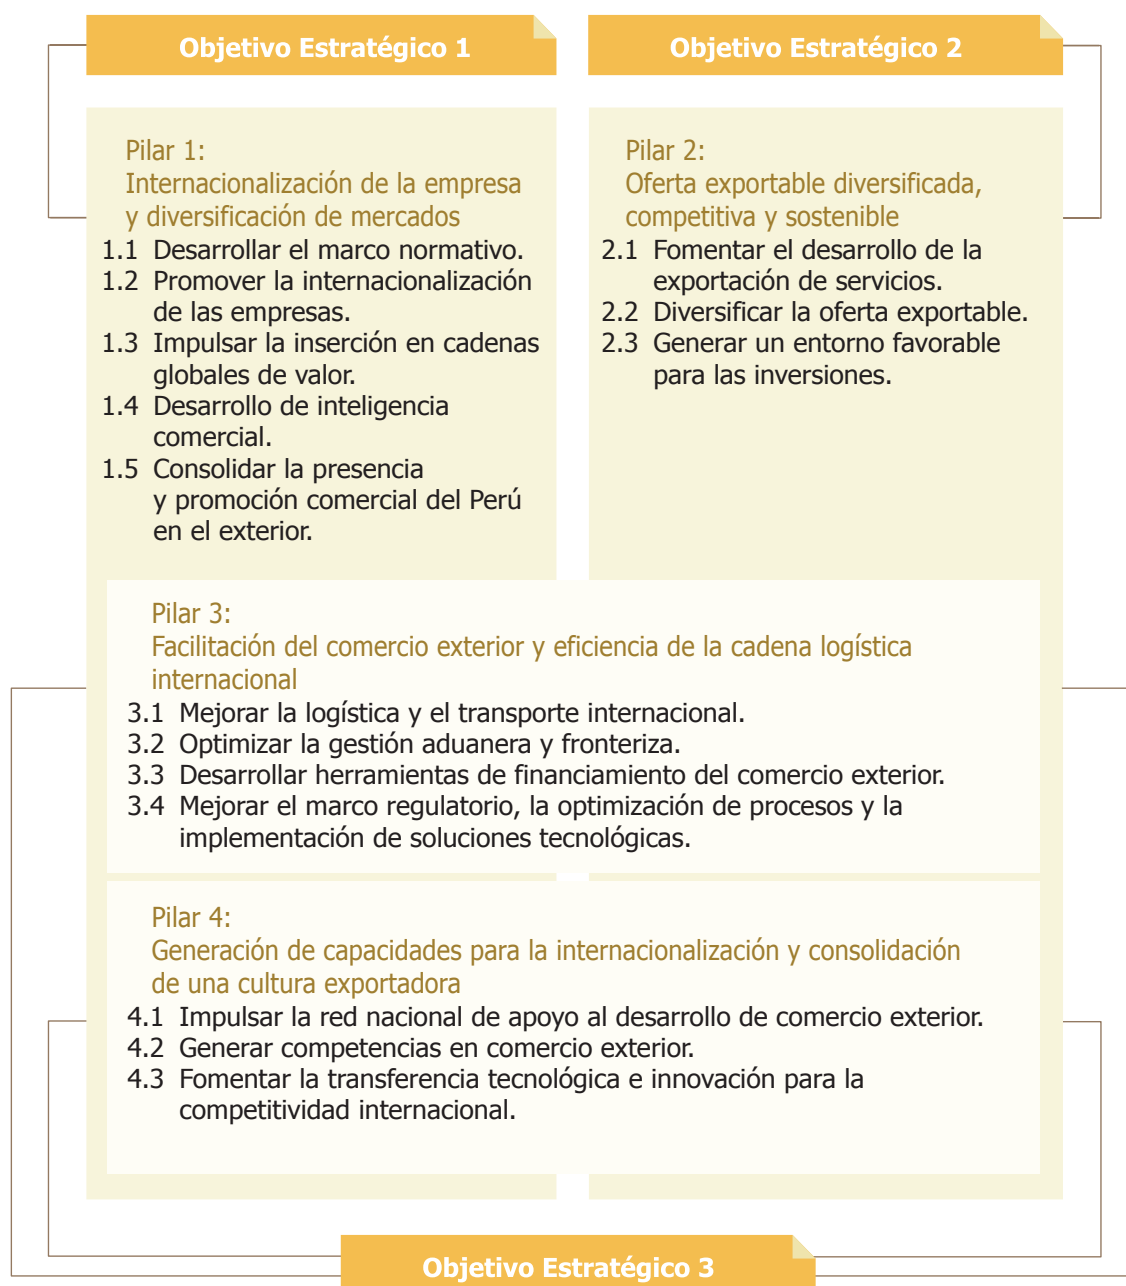 Objetivo Estratégico 1
Objetivo Estratégico 2
Pilar 1:
Internacionalización de la empresa
y diversificación de mercados
1.1 Desarrollar el marco normativo.
1.2 Promover la internacionalización
de las empresas.
1.3 Impulsar la inserción en cadenas
globales de valor.
1.4 Desarrollo de inteligencia
comercial.
1.5 Consolidar la presencia
y promoción comercial del Perú
en el exterior.
Pilar 2:
Oferta exportable diversificada,
competitiva y sostenible
2.1 Fomentar el desarrollo de la
exportación de servicios.
2.2 Diversificar la oferta exportable.
2.3 Generar un entorno favorable
para las inversiones.
Pilar 3:
Facilitación del comercio exterior y eficiencia de la cadena logística
internacional
3.1 Mejorar la logística y el transporte internacional.
3.2 Optimizar la gestión aduanera y fronteriza.
3.3 Desarrollar herramientas de financiamiento del comercio exterior.
3.4 Mejorar el marco regulatorio, la optimización de procesos y la
implementación de soluciones tecnológicas.
Pilar 4:
Generación de capacidades para la internacionalización y consolidación
de una cultura exportadora
4.1 Impulsar la red nacional de apoyo al desarrollo de comercio exterior.
4.2 Generar competencias en comercio exterior.
4.3 Fomentar la transferencia tecnológica e innovación para la
competitividad internacional.
Objetivo Estratégico 3